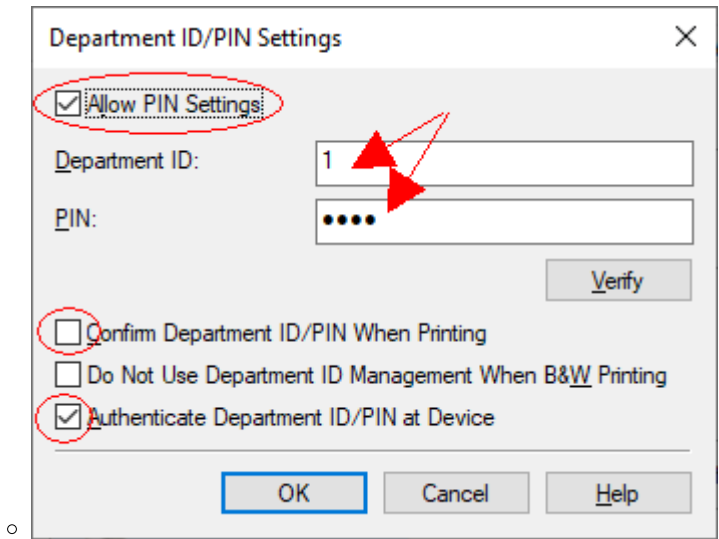 Department ID/PIN Settings
Allow PIN Settings
Department ID: 1
PIN: ●●●●
Verify
Confirm Department ID/PIN When Printing
Do Not Use Department ID Management When B&W Printing
Authenticate Department ID/PIN at Device
OK Cancel Help